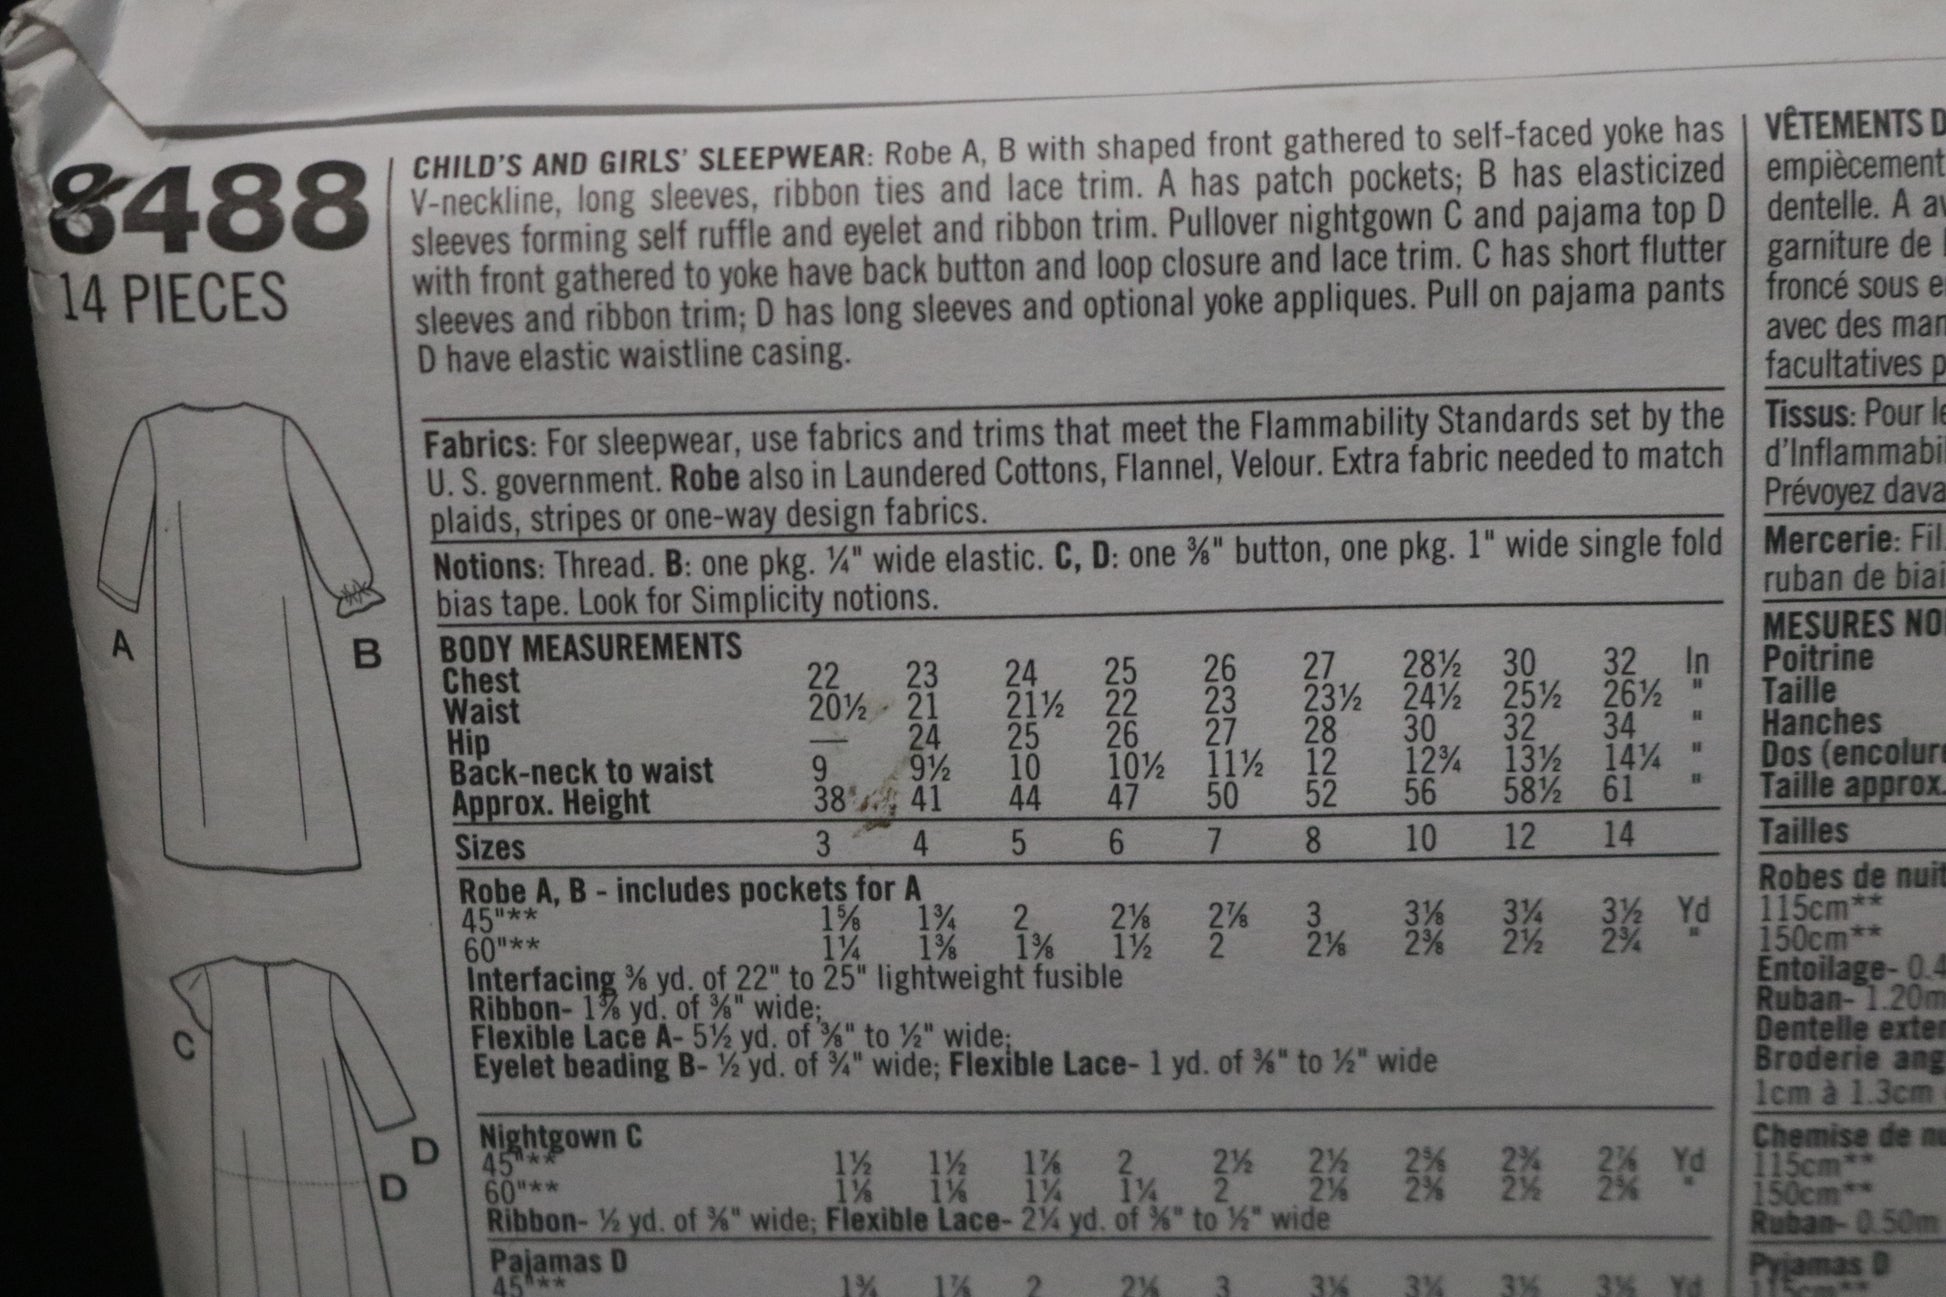 8488
14 PIECES
A
B
C
D
D
CHILD'S AND GIRLS' SLEEPWEAR: Robe A, B with shaped front gathered to self-faced yoke has
V-neckline, long sleeves, ribbon ties and lace trim. A has patch pockets; B has elasticized
sleeves forming self ruffle and eyelet and ribbon trim. Pullover nightgown C and pajama top D
with front gathered to yoke have back button and loop closure and lace trim. C has short flutter
sleeves and ribbon trim; D has long sleeves and optional yoke appliques. Pull on pajama pants
D have elastic waistline casing.
Fabrics: For sleepwear, use fabrics and trims that meet the Flammability Standards set by the
U. S. government. Robe also in Laundered Cottons, Flannel, Velour. Extra fabric needed to match
plaids, stripes or one-way design fabrics.
Notions: Thread. B: one pkg. ¼" wide elastic. C, D: one ⅜" button, one pkg. 1" wide single fold
bias tape. Look for Simplicity notions.
BODY MEASUREMENTS
Chest 22 23 24 25 26 27 28½ 30 32 In
Waist 20½ 21 21½ 22 23 23½ 24½ 25½ 26½ "
Hip — 24 25 26 27 28 30 32 34 "
Back-neck to waist 9 9½ 10 10½ 11½ 12 12¾ 13½ 14¼ "
Approx. Height 38 41 44 47 50 52 56 58½ 61 "
Sizes 3 4 5 6 7 8 10 12 14
Robe A, B - includes pockets for A
45"** 1⅝ 1¾ 2 2⅛ 2⅞ 3 3⅛ 3¼ 3½ Yd
60"** 1¼ 1⅜ 1⅜ 1½ 2 2⅛ 2⅜ 2½ 2¾ "
Interfacing ⅜ yd. of 22" to 25" lightweight fusible
Ribbon- yd. of ⅜" wide;
Flexible Lace A- 5½ yd. of ⅜" to ½" wide;
Eyelet beading B- ½ yd. of ¾" wide; Flexible Lace- 1 yd. of ⅜" to ½" wide
Nightgown C
45"** 1½ 1½ 1⅞ 2 2½ 2½ 2¾ Yd
60"** 1¼ 1¼ 2 2½ "
Ribbon- ½ yd. of ⅜" wide; Flexible Lace- 2¼ yd. of ⅜" to ½" wide
Pajamas D
45"** 1¾ 2 3 Yd
VÊTEMENTS D
empiècement
dentelle. A av
garniture de
froncé sous e
avec des man
facultatives p
Tissus: Pour le
d'Inflammabil
Prévoyez dava
Mercerie: Fil.
ruban de biai
MESURES NO
Poitrine
Taille
Hanches
Dos (encolure
Taille approx.
Tailles
Robes de nuit
115cm**
150cm**
Entoilage- 0.4
Ruban- 1.20m
Dentelle exten
Broderie ang
1cm à 1.3cm
Chemise de nu
115cm**
150cm**
Ruban- 0.50m
Pyjamas D
115cm**